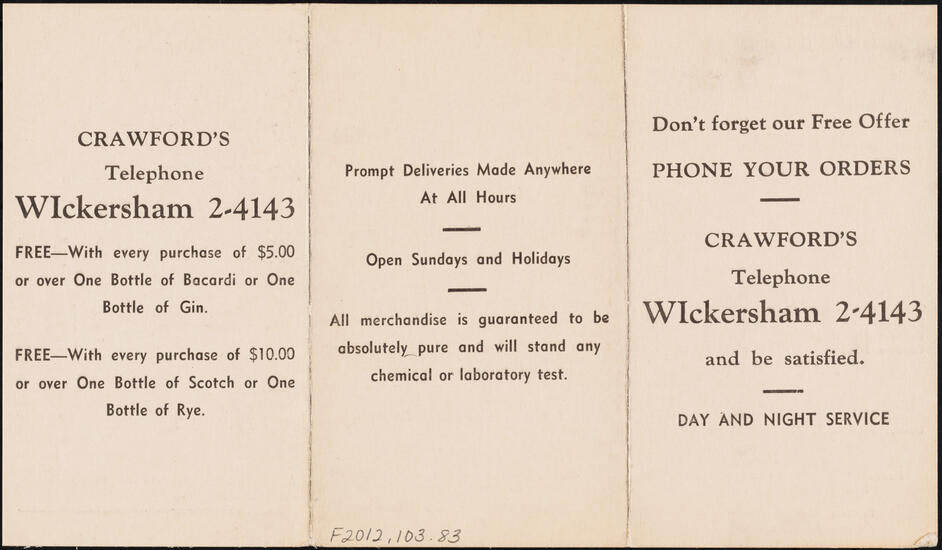 CRAWFORD'S
Telephone
WIckersham 2-4143
FREE—With every purchase of $5.00
or over One Bottle of Bacardi or One
Bottle of Gin.
FREE—With every purchase of $10.00
or over One Bottle of Scotch or One
Bottle of Rye.
Prompt Deliveries Made Anywhere
At All Hours
Open Sundays and Holidays
All merchandise is guaranteed to be
absolutely pure and will stand any
chemical or laboratory test.
F2012.103.83
Don't forget our Free Offer
PHONE YOUR ORDERS
CRAWFORD'S
Telephone
WIckersham 2-4143
and be satisfied.
DAY AND NIGHT SERVICE